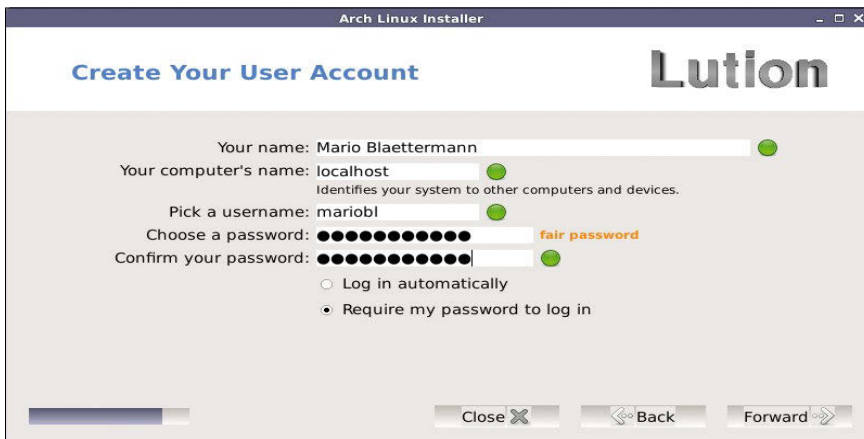 Arch Linux Installer
Create Your User Account
Lution
Your name: Mario Blaettermann
Your computer's name: localhost
Identifies your system to other computers and devices.
Pick a username: mariobl
Choose a password: ●●●●●●●●●●● fair password
Confirm your password: ●●●●●●●●●●●
Log in automatically
Require my password to log in
Close Back Forward